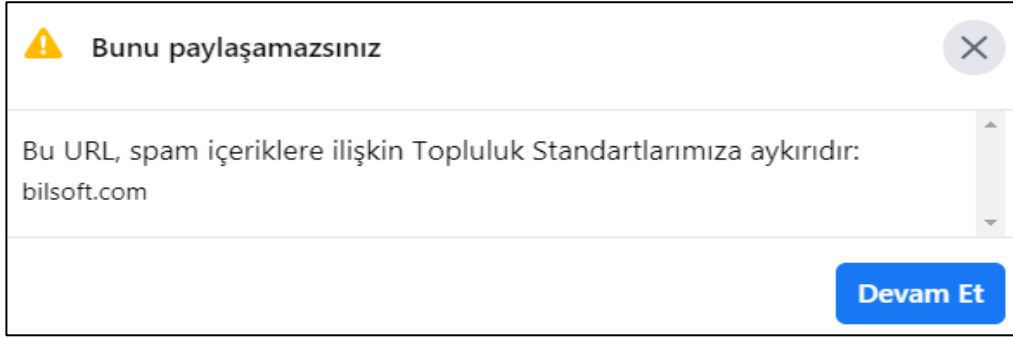 Bunu paylaşamazsınız
Bu URL, spam içeriklere ilişkin Topluluk Standartlarımıza aykırıdır:
bilsoft.com
Devam Et